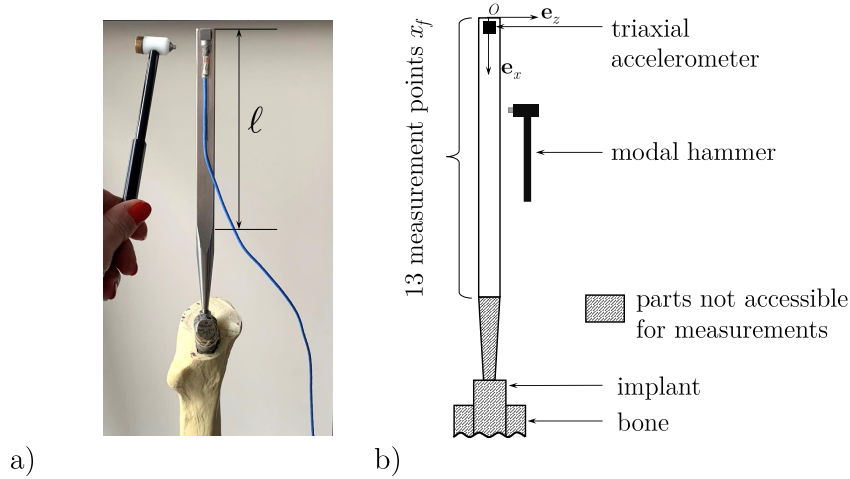 ℓ
a)
O
e_z
e_x
13 measurement points x_f
triaxial
accelerometer
modal hammer
parts not accessible
for measurements
implant
bone
b)